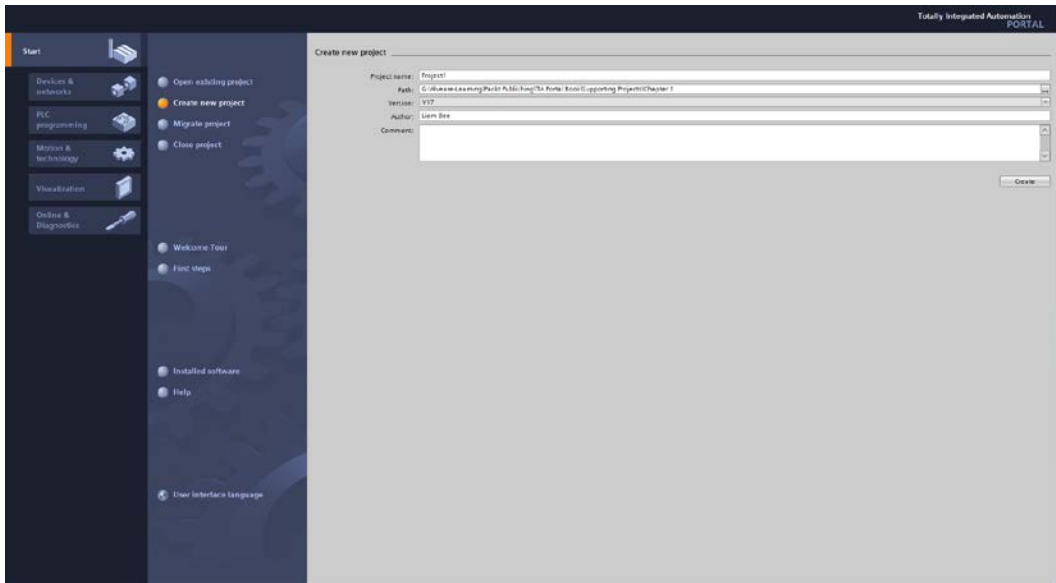 Totally Integrated Automation
PORTAL
Start
Devices &
networks
PLC
programming
Motion &
technology
Visualization
Online &
Diagnostics
Open existing project
Create new project
Migrate project
Close project
Welcome Tour
First steps
Installed software
Help
User interface language
Create new project
Project name: Project1
Path:
Version: V17
Author: Liam Bee
Comment:
Create